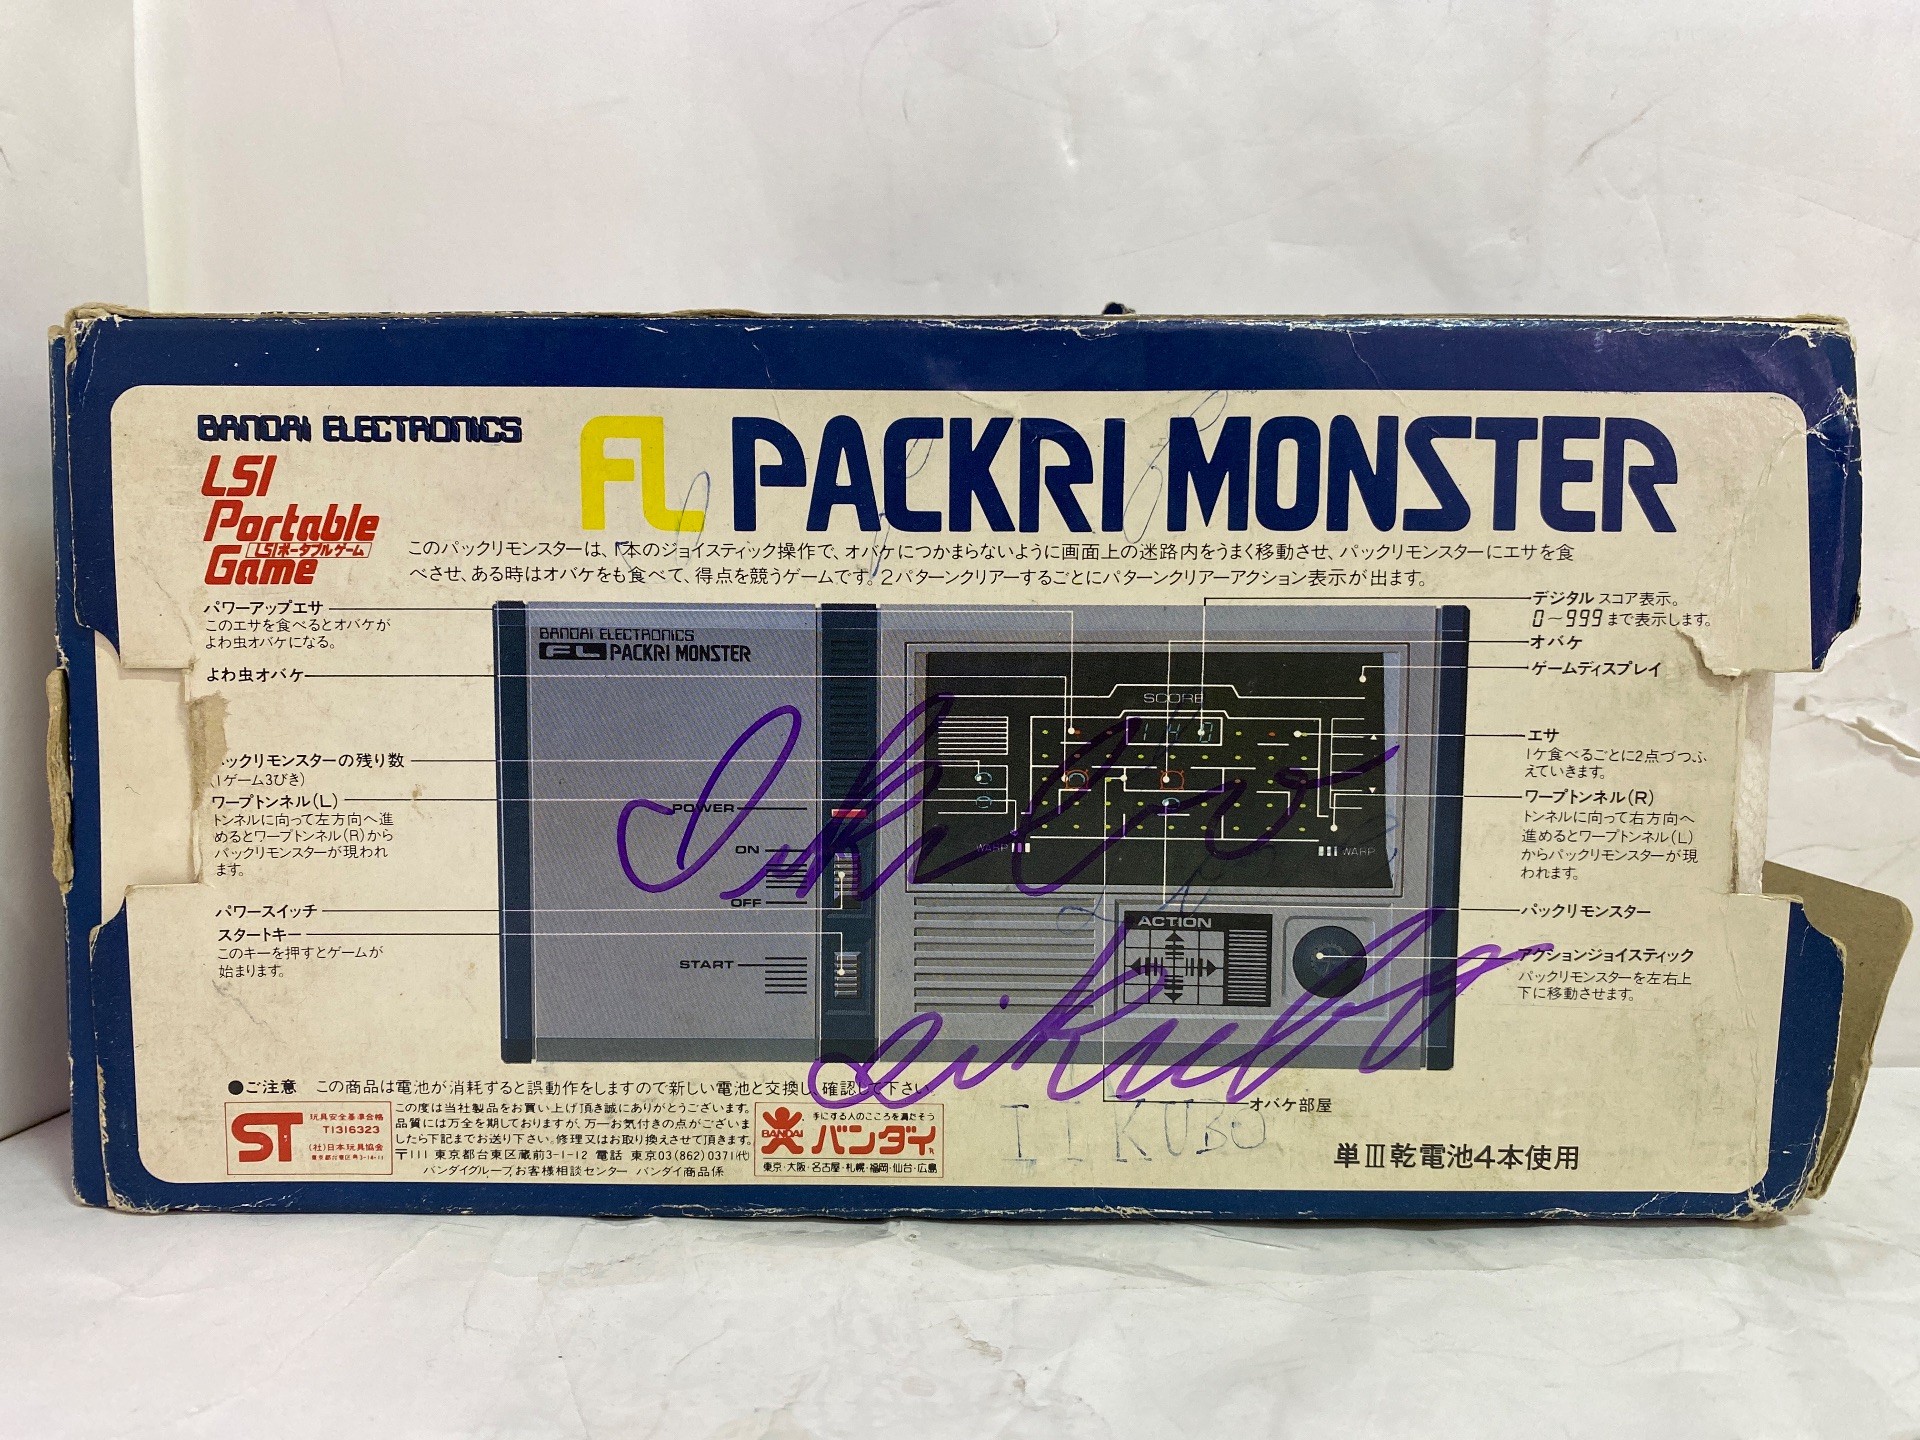 BANDAI ELECTRONICS
LSI
Portable
LSIポータブルゲーム
Game
FL PACKRI MONSTER
このパックリモンスターは、1本のジョイスティック操作で、オバケにつかまらないように画面上の迷路内をうまく移動させ、パックリモンスターにエサを食
べさせ、ある時はオバケをも食べて、得点を競うゲームです。2パターンクリアーするごとにパターンクリアーアクション表示が出ます。
パワーアップエサ
このエサを食べるとオバケが
よわ虫オバケになる。
よわ虫オバケ
ックリモンスターの残り数
(1ゲーム3びき)
ワープトンネル(L)
トンネルに向って左方向へ進
めるとワープトンネル(R)から
パックリモンスターが現われ
ます。
パワースイッチ
スタートキー
このキーを押すとゲームが
始まります。
BANDAI ELECTRONICS
FL PACKRI MONSTER
POWER
ON
OFF
START
SCORE
140
WARP
WARP
ACTION
デジタル スコア表示。
0~999まで表示します。
オバケ
ゲームディスプレイ
エサ
1ケ食べるごとに2点づつふ
えていきます。
ワープトンネル(R)
トンネルに向って右方向へ
進めるとワープトンネル(L)
からパックリモンスターが現
われます。
パックリモンスター
アクションジョイスティック
パックリモンスターを左右上
下に移動させます。
オバケ部屋
●ご注意 この商品は電池が消耗すると誤動作をしますので新しい電池と交換し、確認して下さい。
ST
玩具安全基準合格
T1316323
(社)日本玩具協会
この度は当社製品をお買い上げ頂き誠にありがとうございます。
品質には万全を期しておりますが、万一お気付きの点がございま
したら下記までお送り下さい。修理又はお取り換えさせて頂きます。
〒111 東京都台東区蔵前3-1-12 電話 東京03(862)0371(代)
バンダイグループお客様相談センター バンダイ商品係
手にする人のこころを満たそう
BANDAI バンダイ
東京・大阪・名古屋・札幌・福岡・仙台・広島
単III乾電池4本使用